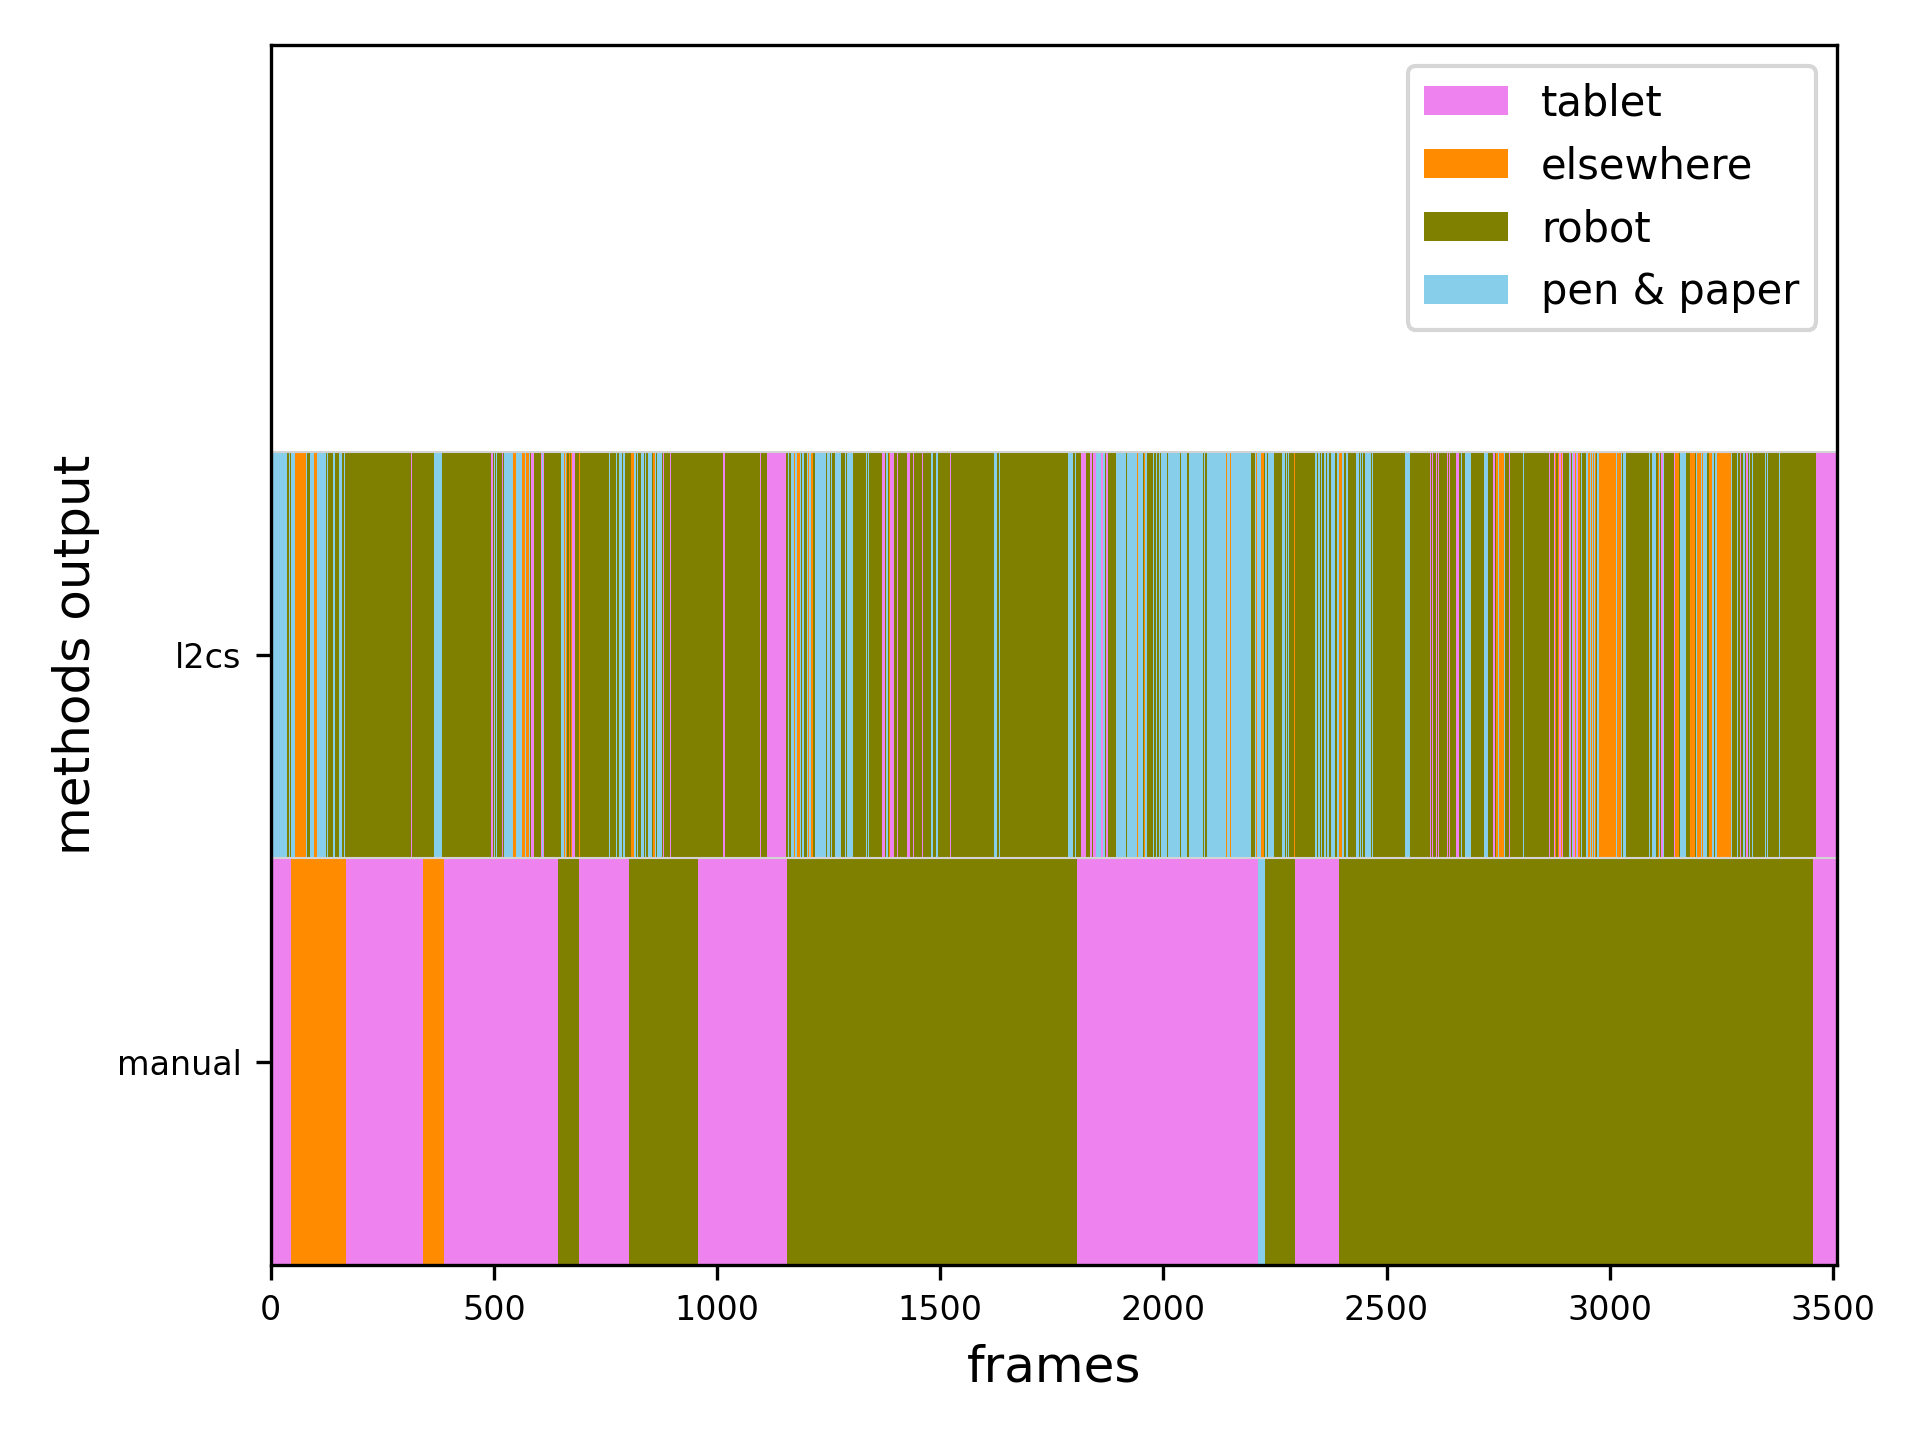 tablet
elsewhere
robot
pen & paper
methods output
l2cs
manual
0 500 1000 1500 2000 2500 3000 3500
frames